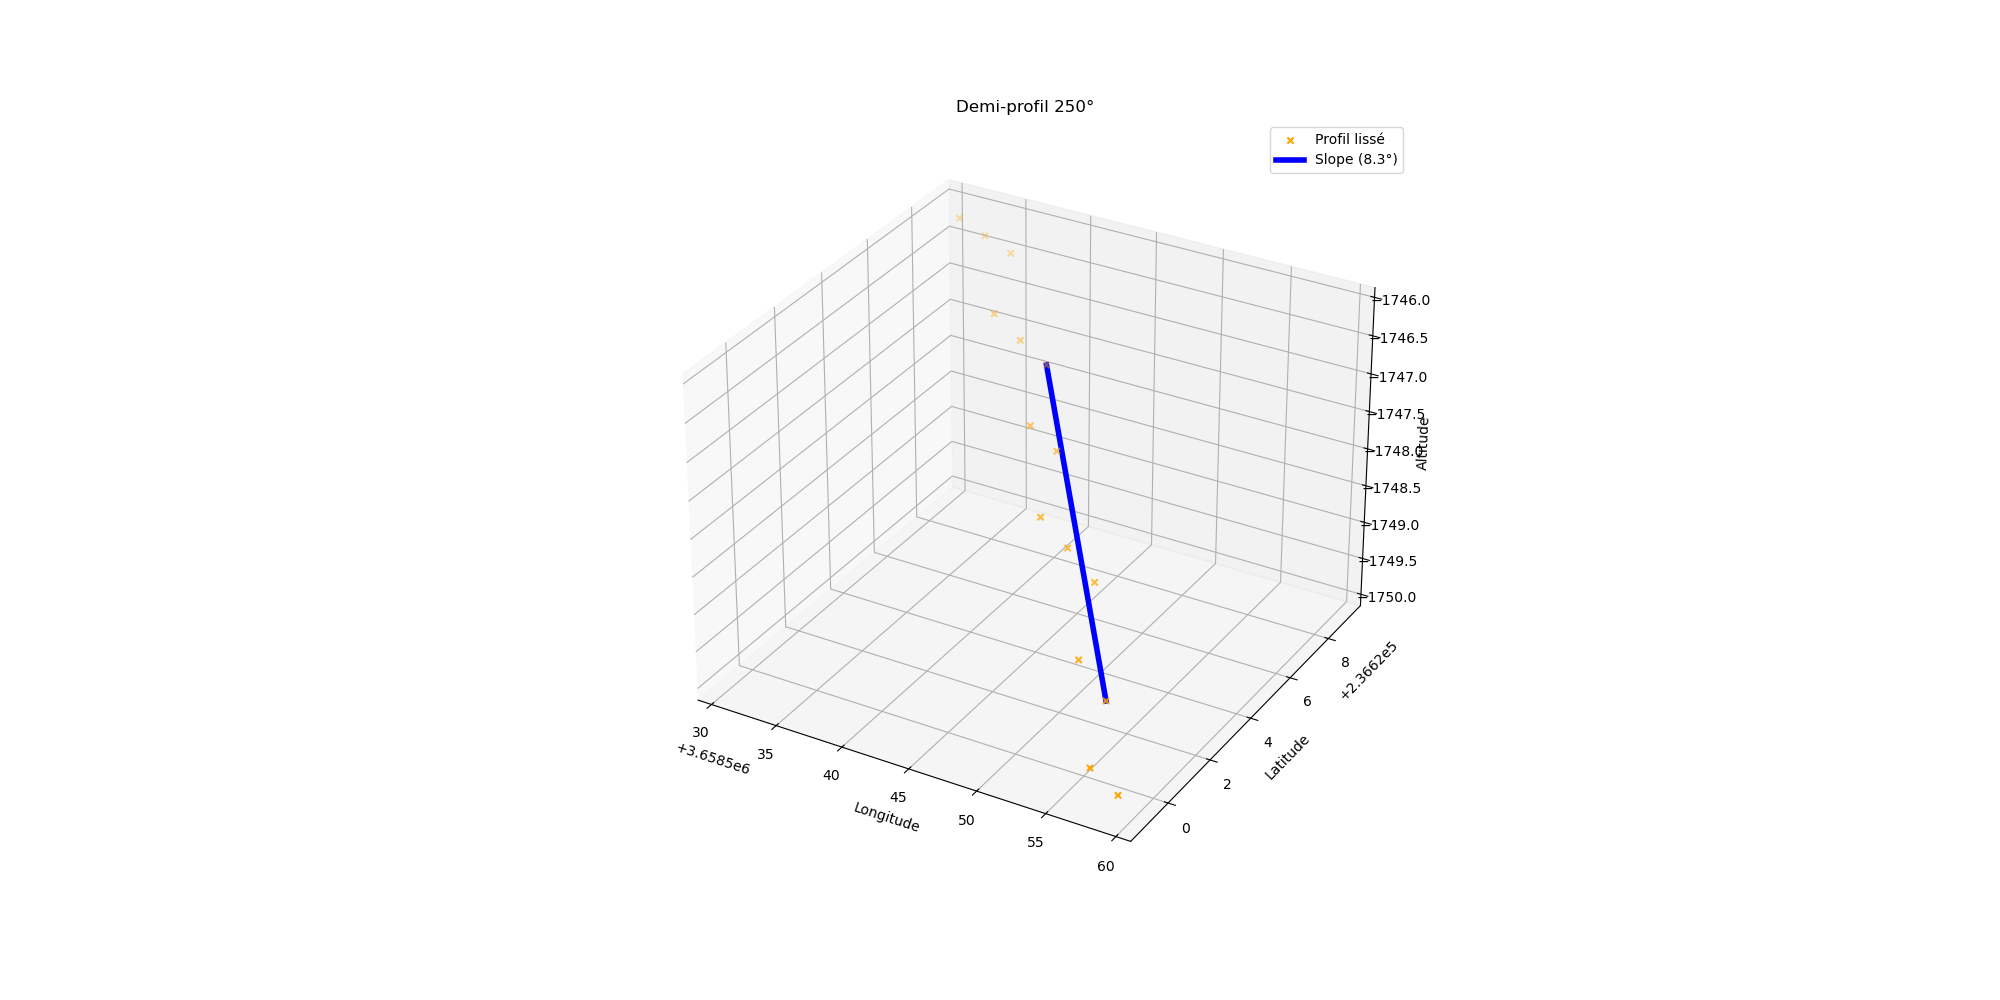 Demi-profil 250°
Profil lissé
Slope (8.3°)
−1746.0
−1746.5
−1747.0
−1747.5
−1748.0
−1748.5
−1749.0
−1749.5
−1750.0
Altitude
8
6
4
2
0
+2.3662e5
Latitude
30
35
40
45
50
55
60
+3.6585e6
Longitude